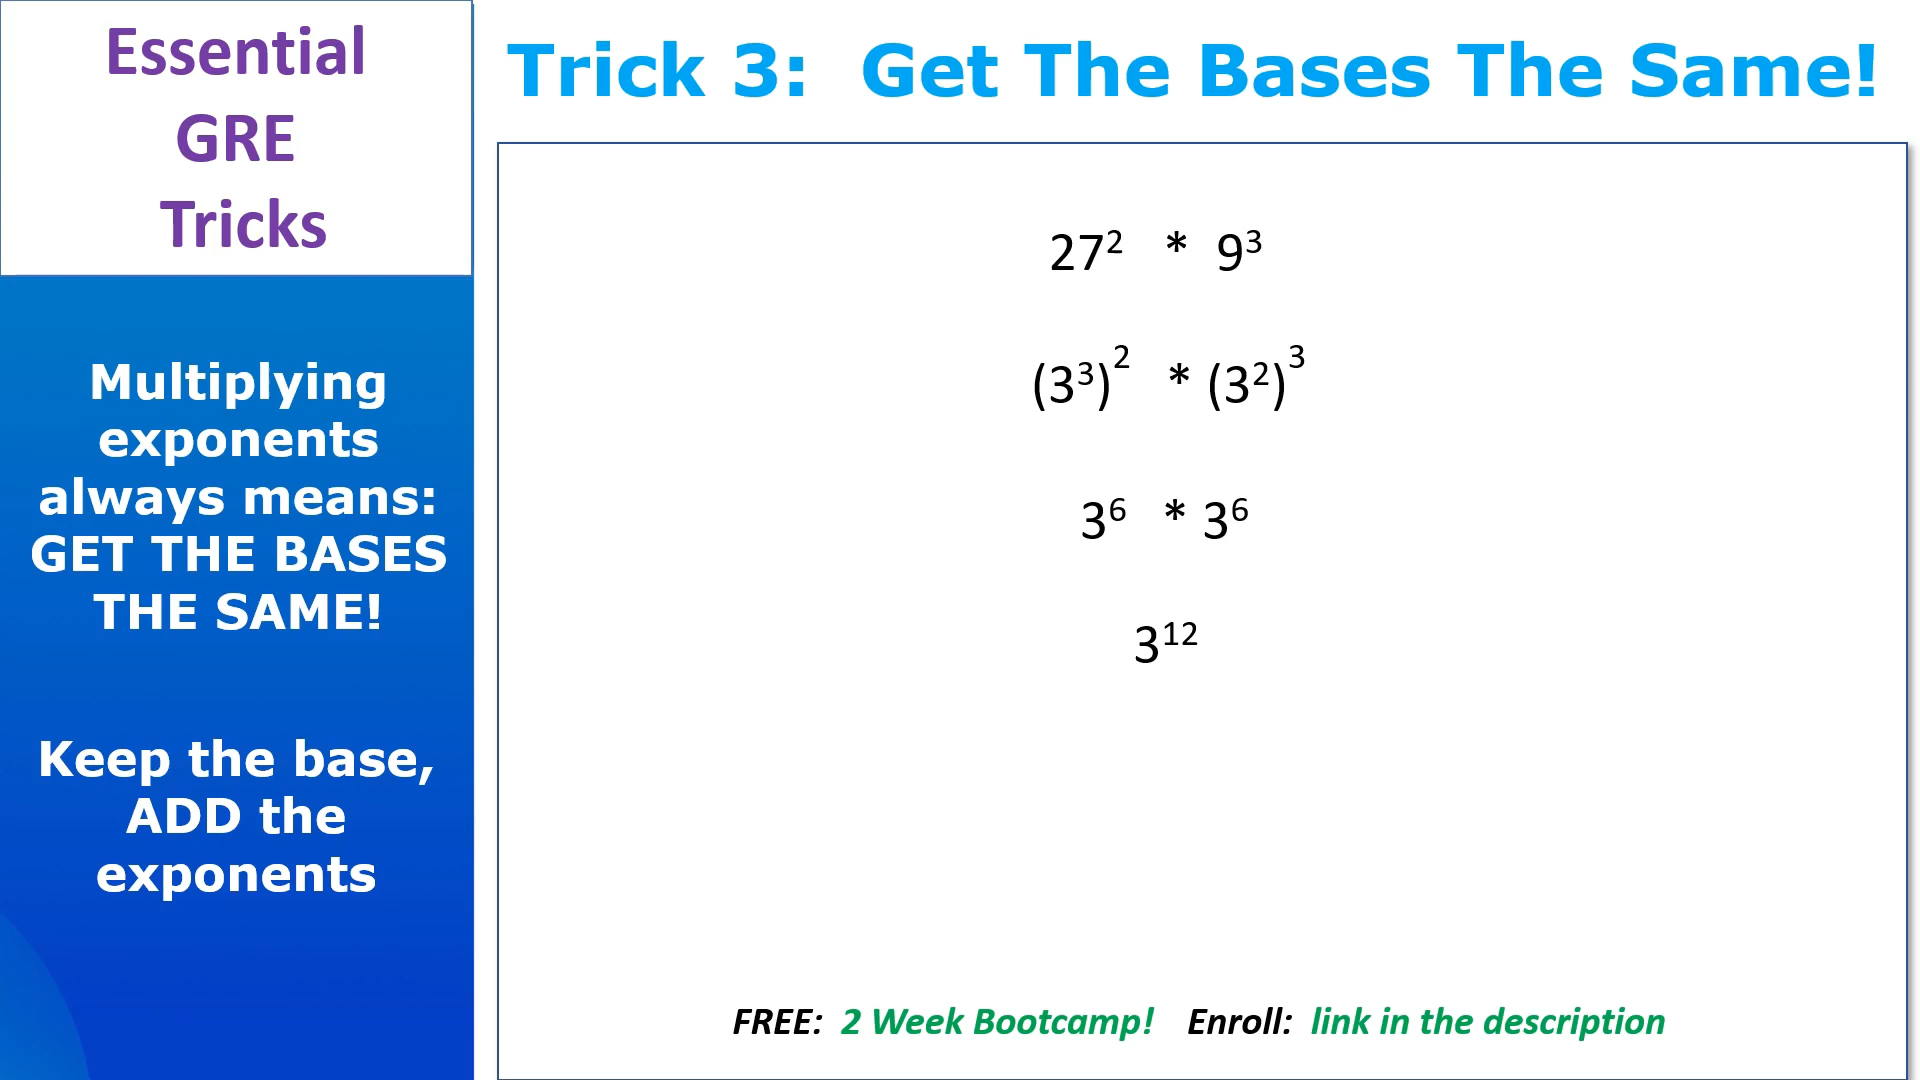 Essential
GRE
Tricks
Multiplying
exponents
always means:
GET THE BASES
THE SAME!
Keep the base,
ADD the
exponents
Trick 3:  Get The Bases The Same!
27² * 9³
(3³)² * (3²)³
3⁶ * 3⁶
3¹²
FREE: 2 Week Bootcamp! Enroll: link in the description